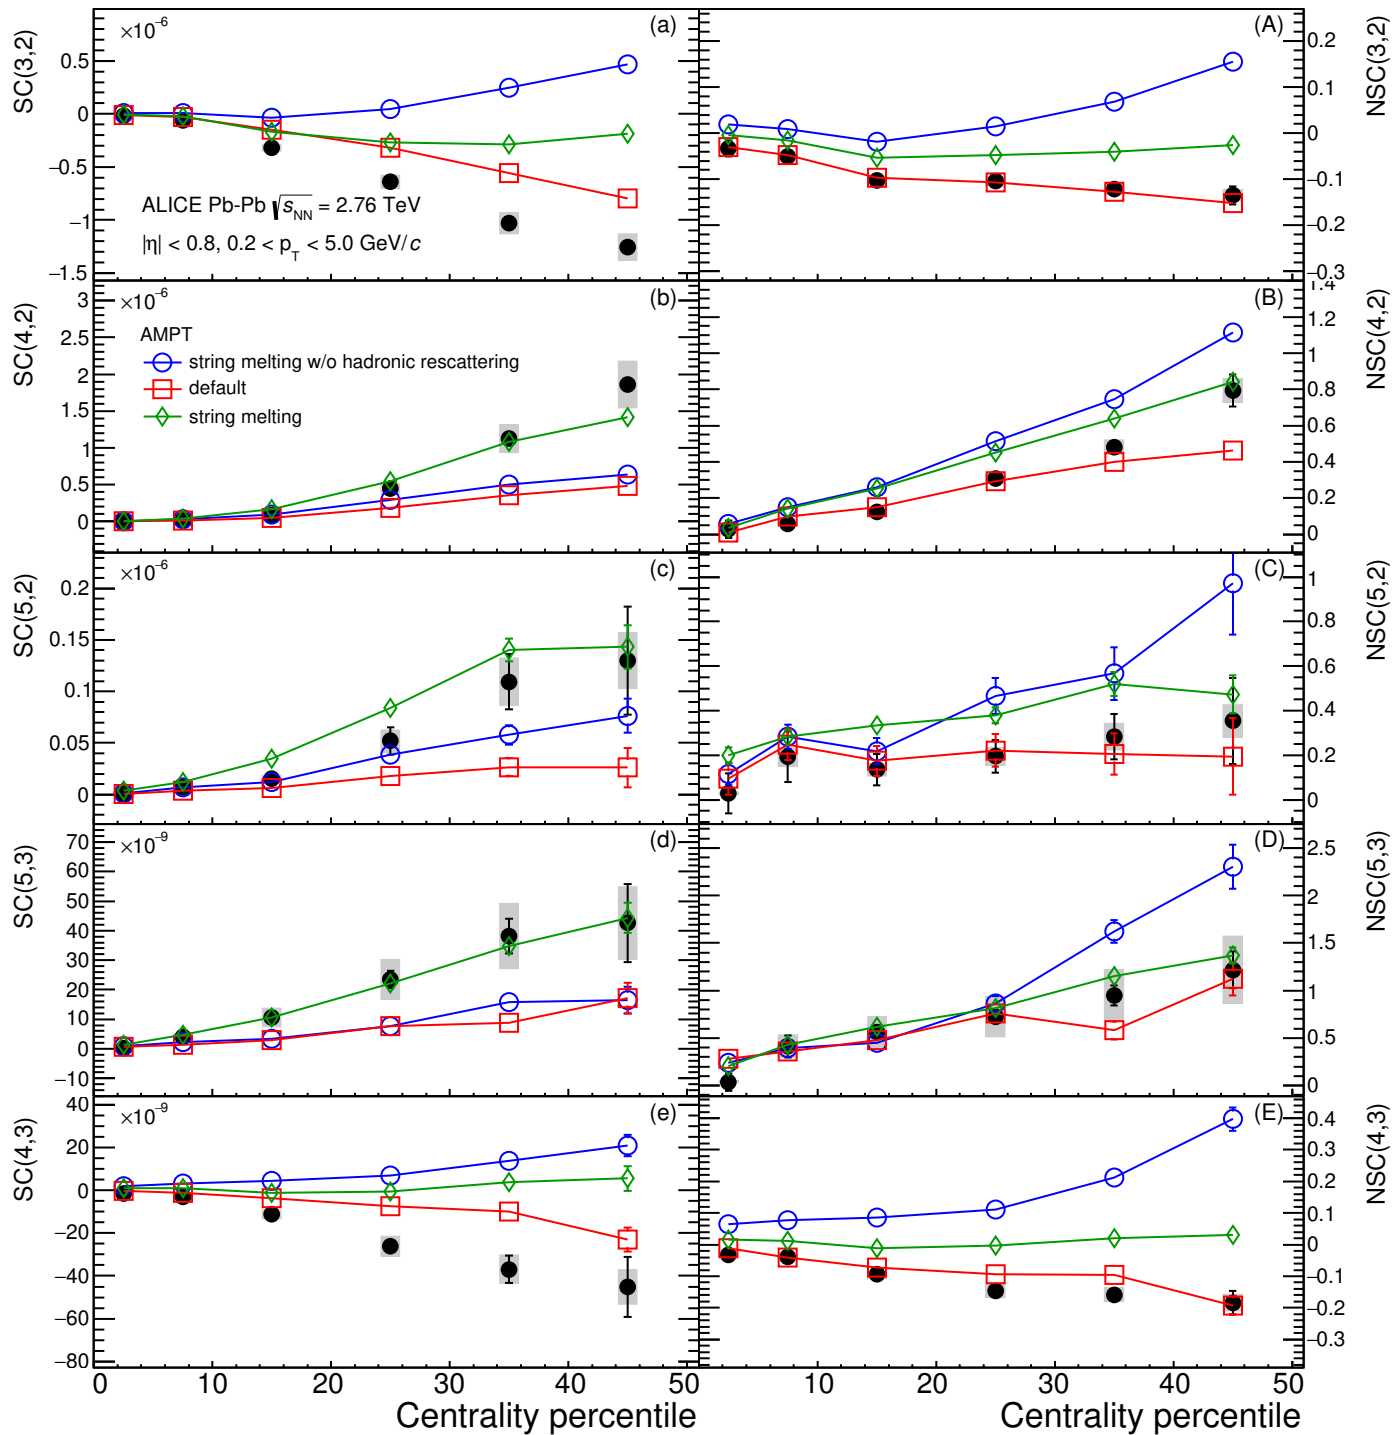 ×10⁻⁶
(a)
SC(3,2)
0.5
0
−0.5
−1
−1.5
ALICE Pb-Pb √s_NN = 2.76 TeV
|η| < 0.8, 0.2 < p_T < 5.0 GeV/c
(A)
NSC(3,2)
0.2
0.1
0
−0.1
−0.2
−0.3
×10⁻⁶
(b)
SC(4,2)
3
2.5
2
1.5
1
0.5
0
AMPT
string melting w/o hadronic rescattering
default
string melting
(B)
NSC(4,2)
1.4
1.2
1
0.8
0.6
0.4
0.2
0
×10⁻⁶
(c)
SC(5,2)
0.2
0.15
0.1
0.05
0
(C)
NSC(5,2)
1
0.8
0.6
0.4
0.2
0
×10⁻⁹
(d)
SC(5,3)
70
60
50
40
30
20
10
0
−10
(D)
NSC(5,3)
2.5
2
1.5
1
0.5
0
×10⁻⁹
(e)
SC(4,3)
40
20
0
−20
−40
−60
−80
(E)
NSC(4,3)
0.4
0.3
0.2
0.1
0
−0.1
−0.2
−0.3
0 10 20 30 40 50
Centrality percentile
10 20 30 40 50
Centrality percentile